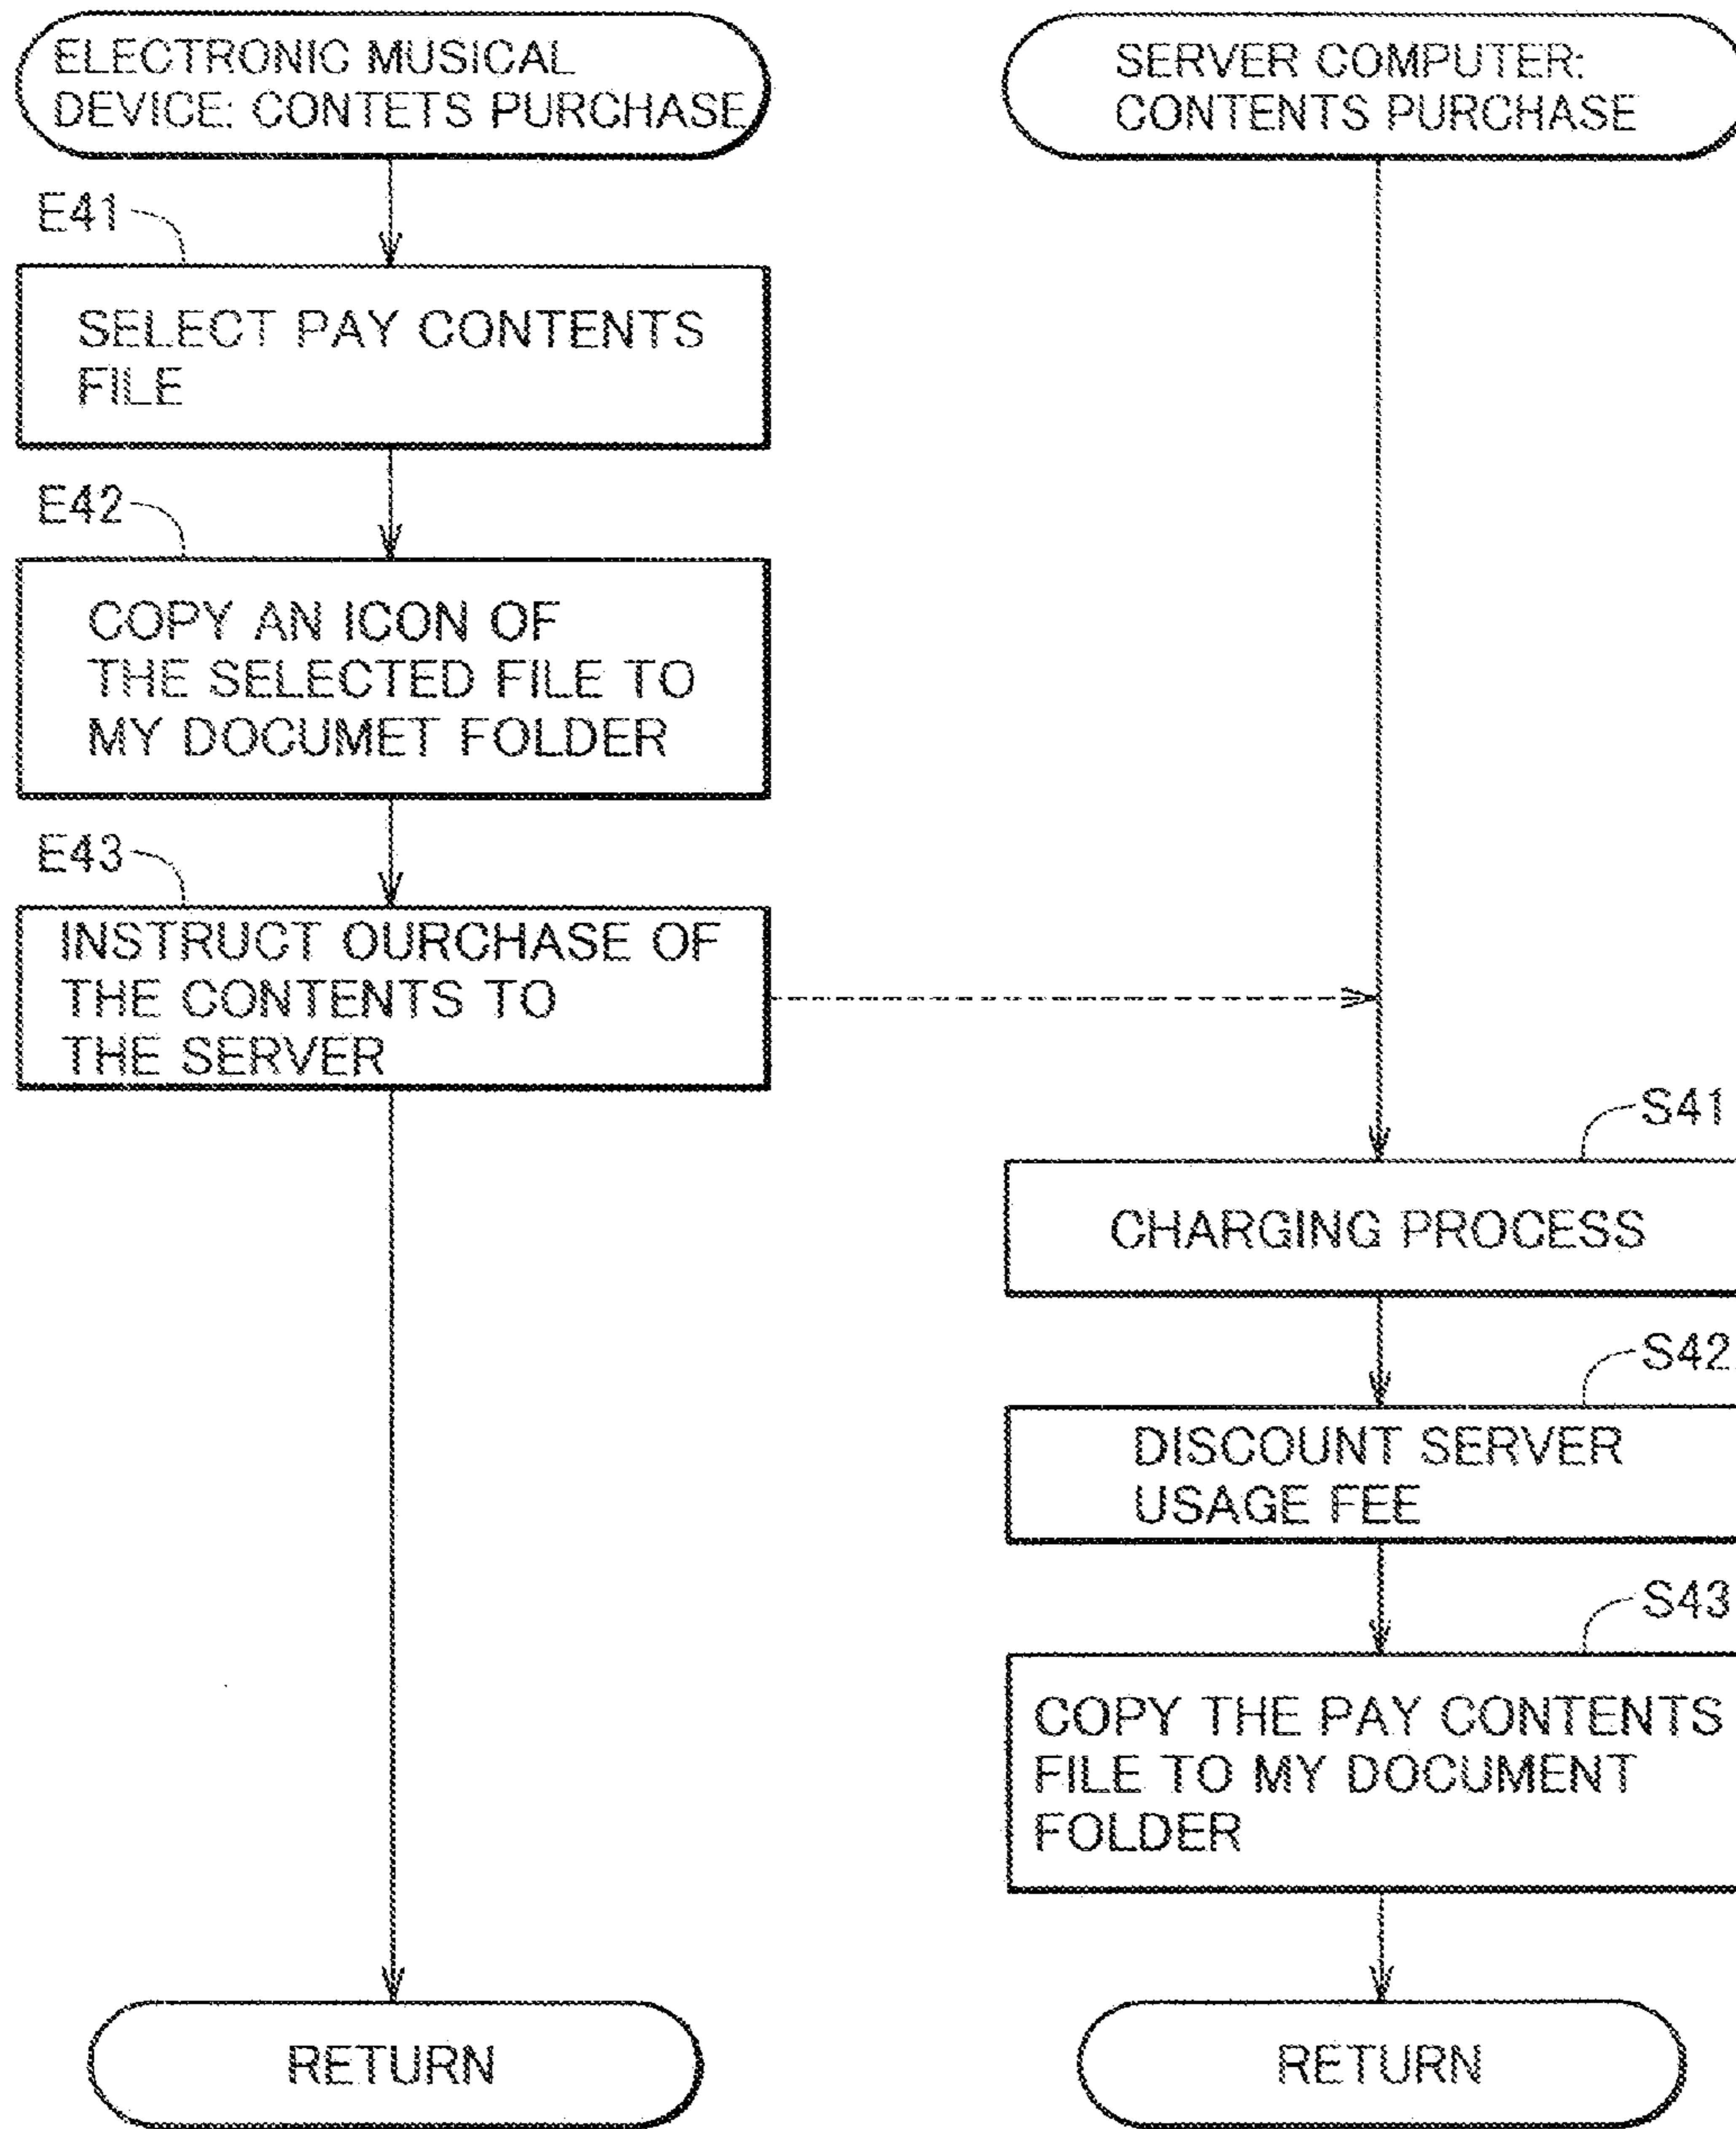 ELECTRONIC MUSICAL
DEVICE: CONTETS PURCHASE
E41
SELECT PAY CONTENTS
FILE
E42
COPY AN ICON OF
THE SELECTED FILE TO
MY DOCUMET FOLDER
E43
INSTRUCT OURCHASE OF
THE CONTENTS TO
THE SERVER
RETURN
SERVER COMPUTER:
CONTENTS PURCHASE
S41
CHARGING PROCESS
S42
DISCOUNT SERVER
USAGE FEE
S43
COPY THE PAY CONTENTS
FILE TO MY DOCUMENT
FOLDER
RETURN